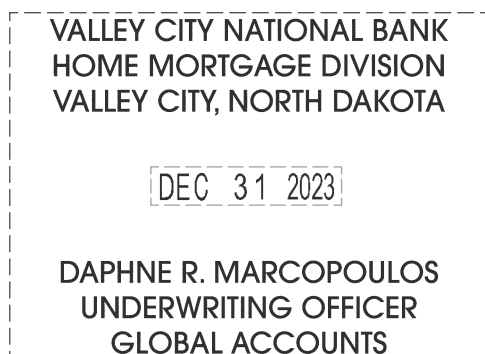 VALLEY CITY NATIONAL BANK
HOME MORTGAGE DIVISION
VALLEY CITY, NORTH DAKOTA
DEC 31 2023
DAPHNE R. MARCOPOULOS
UNDERWRITING OFFICER
GLOBAL ACCOUNTS